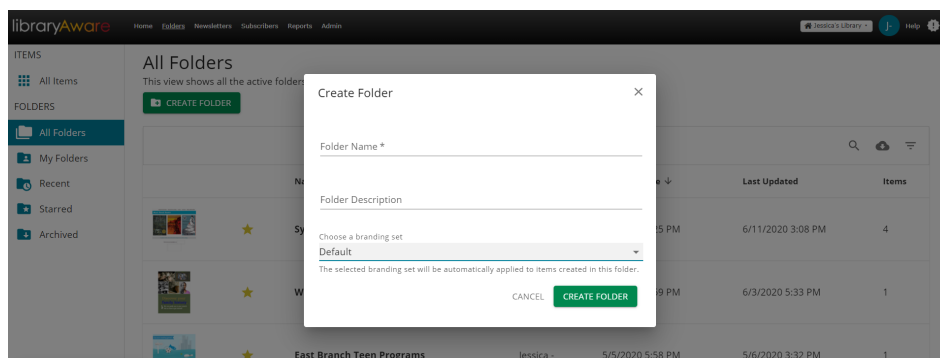 libraryAware
Home Folders Newsletters Subscribers Reports Admin
Jessica's Library
J-
Help
ITEMS
All Items
FOLDERS
All Folders
My Folders
Recent
Starred
Archived
All Folders
This view shows all the active folders
CREATE FOLDER
Last Updated
Items
6/11/2020 3:08 PM
4
6/3/2020 5:33 PM
1
East Branch Teen Programs
Jessica -
5/5/2020 5:58 PM
5/6/2020 3:32 PM
1
Create Folder
Folder Name *
Folder Description
Choose a branding set
Default
The selected branding set will be automatically applied to items created in this folder.
CANCEL
CREATE FOLDER